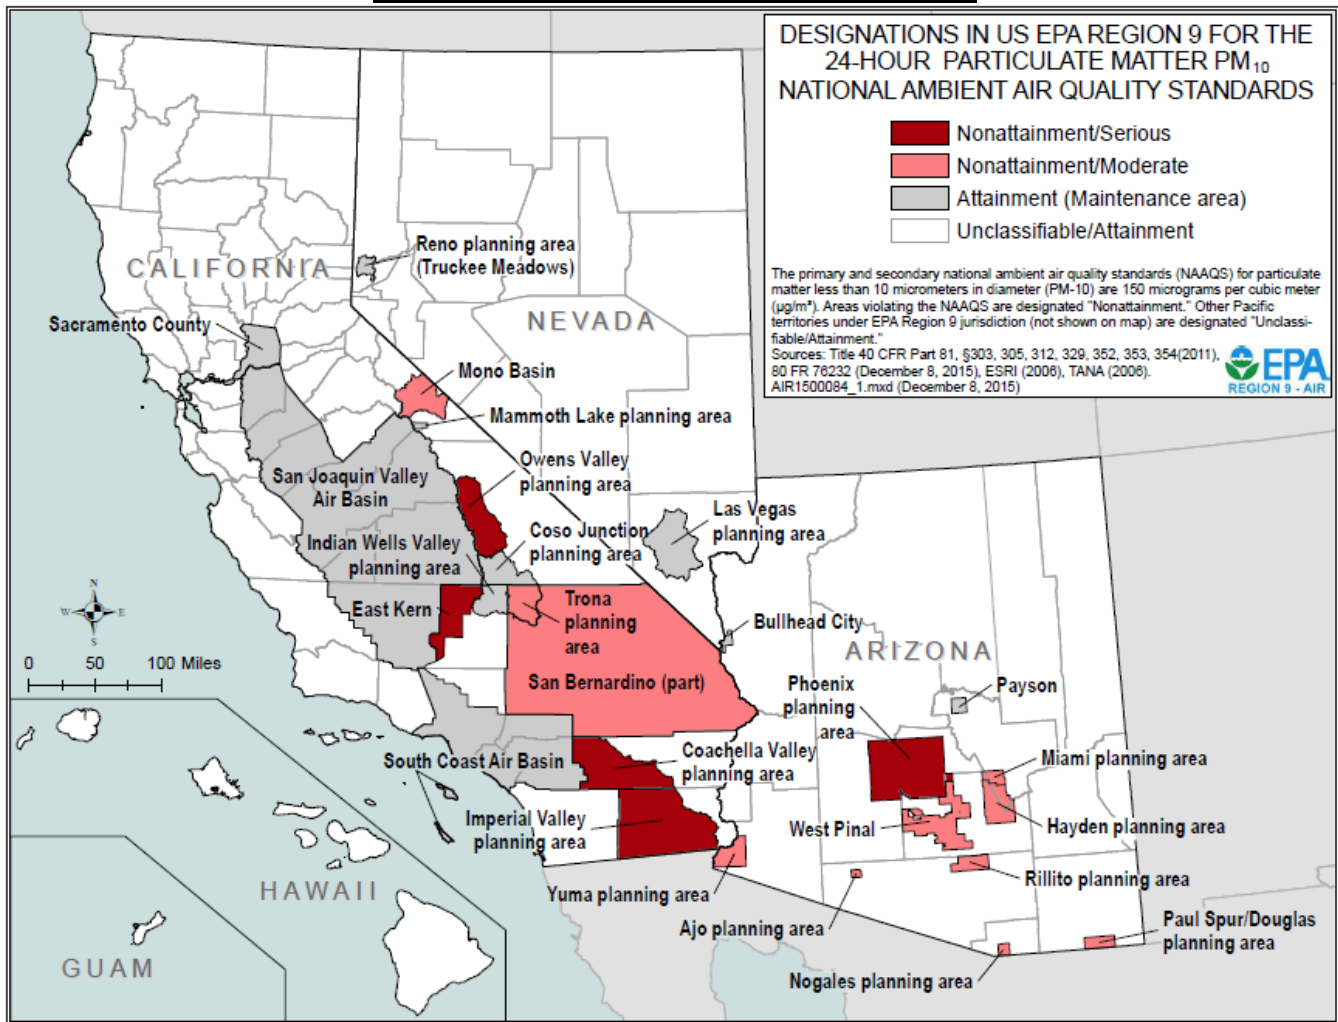 DESIGNATIONS IN US EPA REGION 9 FOR THE
24-HOUR PARTICULATE MATTER PM10
NATIONAL AMBIENT AIR QUALITY STANDARDS
Nonattainment/Serious
Nonattainment/Moderate
Attainment (Maintenance area)
Unclassifiable/Attainment
The primary and secondary national ambient air quality standards (NAAQS) for particulate
matter less than 10 micrometers in diameter (PM-10) are 150 micrograms per cubic meter
(µg/m³). Areas violating the NAAQS are designated "Nonattainment." Other Pacific
territories under EPA Region 9 jurisdiction (not shown on map) are designated "Unclassi-
fiable/Attainment."
Sources: Title 40 CFR Part 81, §303, 305, 312, 329, 352, 353, 354(2011),
80 FR 76232 (December 8, 2015), ESRI (2006), TANA (2006).
AIR1500084_1.mxd (December 8, 2015)
EPA
REGION 9 - AIR
Reno planning area
(Truckee Meadows)
CALIFORNIA
Sacramento County
NEVADA
Mono Basin
Mammoth Lake planning area
Owens Valley
planning area
San Joaquin Valley
Air Basin
Las Vegas
planning area
Coso Junction
planning area
Indian Wells Valley
planning area
N
W
E
S
East Kern
Trona
planning
area
Bullhead City
ARIZONA
0 50 100 Miles
San Bernardino (part)
Phoenix
planning
area
Payson
South Coast Air Basin
Coachella Valley
planning area
Miami planning area
Imperial Valley
planning area
West Pinal
Hayden planning area
Yuma planning area
Rillito planning area
HAWAII
Ajo planning area
Paul Spur/Douglas
planning area
GUAM
Nogales planning area